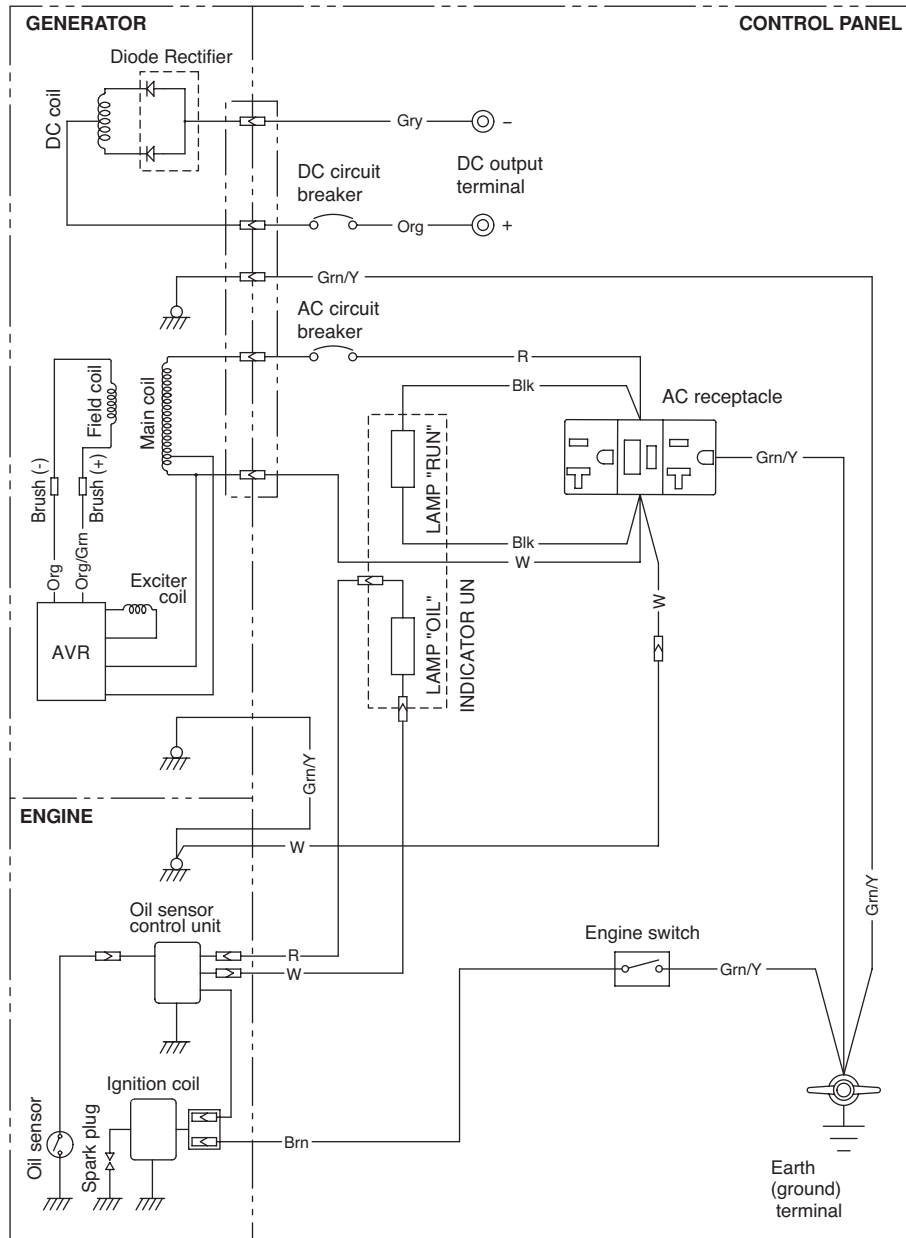 GENERATOR
CONTROL PANEL
Diode Rectifier
DC coil
Gry
–
DC circuit
breaker
DC output
terminal
Org
+
Grn/Y
AC circuit
breaker
R
Blk
AC receptacle
Field coil
Main coil
Brush (-)
Brush (+)
LAMP "RUN"
Grn/Y
Blk
W
Org
Org/Grn
Exciter
coil
AVR
LAMP "OIL"
INDICATOR UN
W
Grn/Y
ENGINE
W
Grn/Y
Oil sensor
control unit
R
W
Engine switch
Grn/Y
Ignition coil
Oil sensor
Spark plug
Brn
Earth
(ground)
terminal